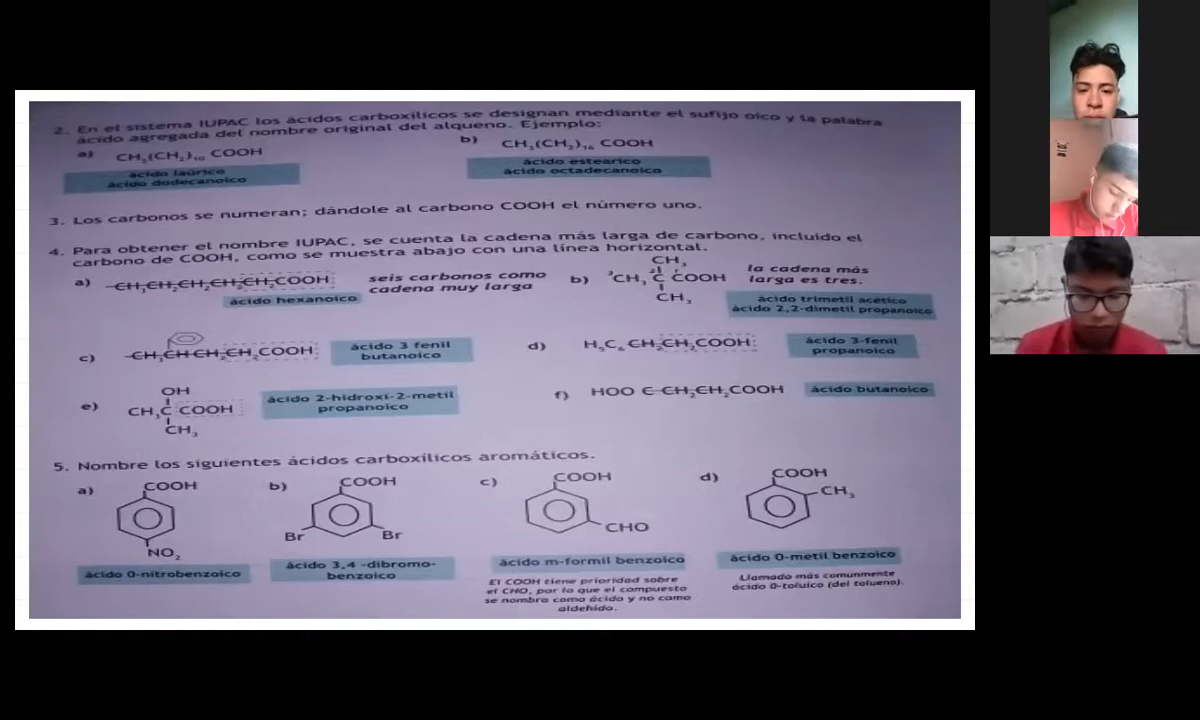 2. En el sistema IUPAC los ácidos carboxílicos se designan mediante el sufijo oico y la palabra
ácido agregada del nombre original del alqueno. Ejemplo:
a) CH₃(CH₂)₁₀ COOH
b) CH₃(CH₂)₁₆ COOH
ácido laúrico
ácido dodecanoico
ácido estearico
ácido octadecanoico
3. Los carbonos se numeran; dándole al carbono COOH el número uno.
4. Para obtener el nombre IUPAC. se cuenta la cadena más larga de carbono, incluido el
carbono de COOH, como se muestra abajo con una línea horizontal.
a) CH₃CH₂CH₂CH₂CH₂COOH
seis carbonos como
cadena muy larga
ácido hexanoico
b) CH₃
³CH₃ ²C ¹COOH
CH₃
la cadena más
larga es tres.
ácido trimetil acético
ácido 2,2-dimetil propanoico
c) CH₃CH CH₂CH₂COOH
ácido 3 fenil
butanoico
d) H₅C₆ CH₂CH₂COOH
ácido 3-fenil
propanoico
e) OH
CH₃C COOH
CH₃
ácido 2-hidroxi-2-metil
propanoico
f) HOO C CH₂CH₂COOH
ácido butanoico
5. Nombre los siguientes ácidos carboxílicos aromáticos.
a) COOH
NO₂
ácido 0-nitrobenzoico
b) COOH
Br Br
ácido 3,4 -dibromo-
benzoico
c) COOH
CHO
ácido m-formil benzoico
El COOH tiene prioridad sobre
el CHO, por lo que el compuesto
se nombra como ácido y no como
aldehído.
d) COOH
CH₃
ácido 0-metil benzoico
Llamado más comunmente
ácido 0-toluico (del tolueno).